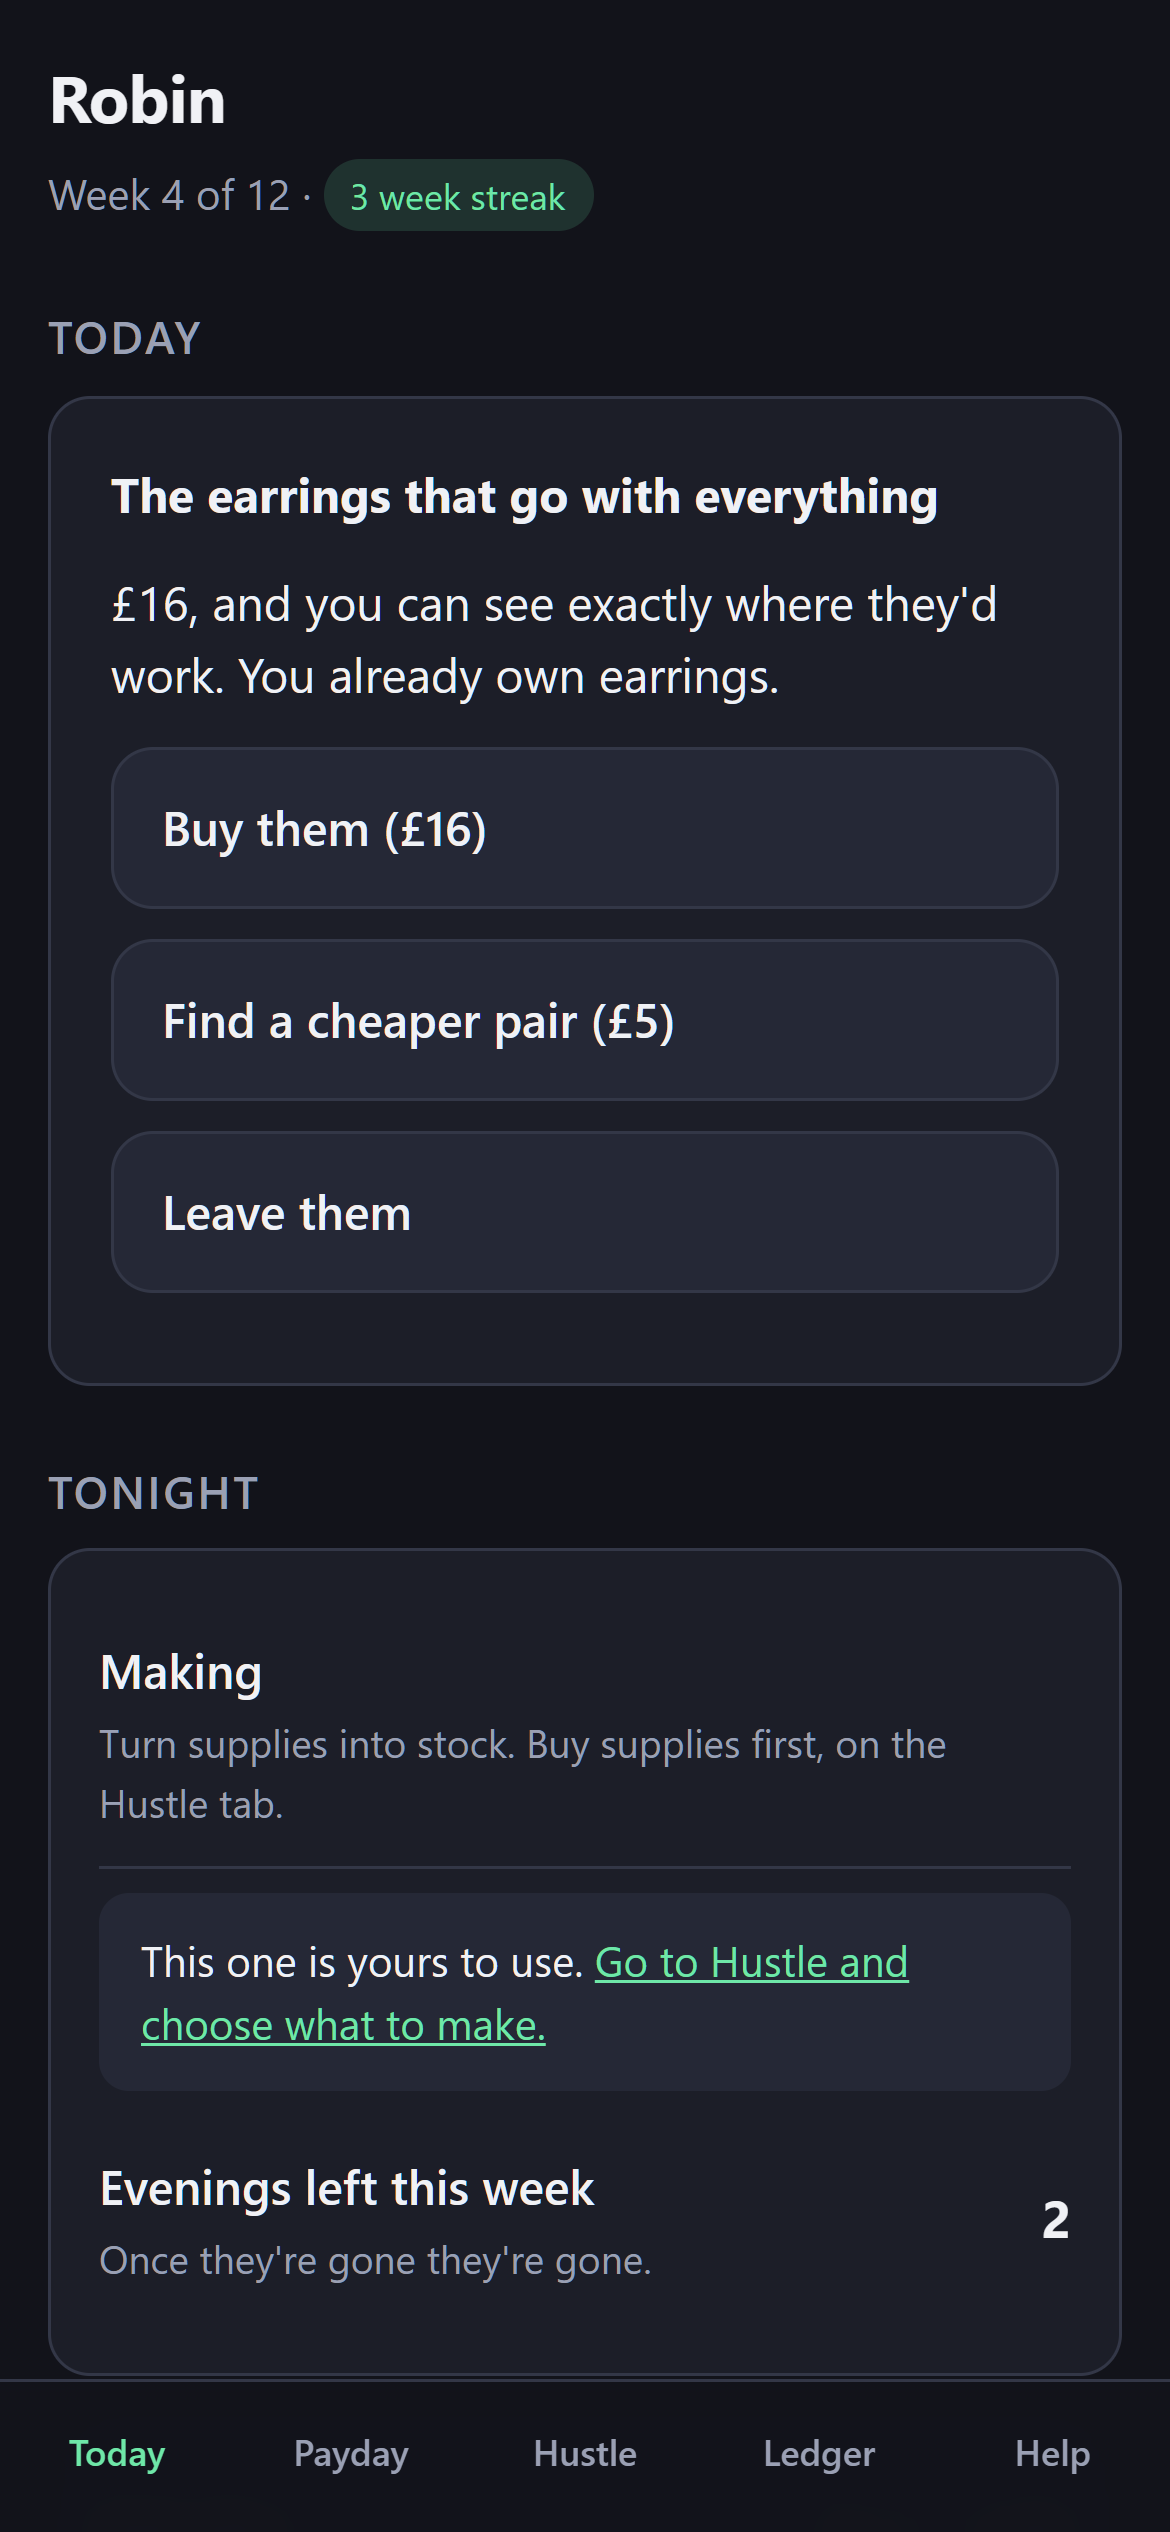 Robin
Week 4 of 12 · 3 week streak
TODAY
The earrings that go with everything
£16, and you can see exactly where they'd
work. You already own earrings.
Buy them (£16)
Find a cheaper pair (£5)
Leave them
TONIGHT
Making
Turn supplies into stock. Buy supplies first, on the
Hustle tab.
This one is yours to use. Go to Hustle and
choose what to make.
Evenings left this week
2
Once they're gone they're gone.
Today Payday Hustle Ledger Help